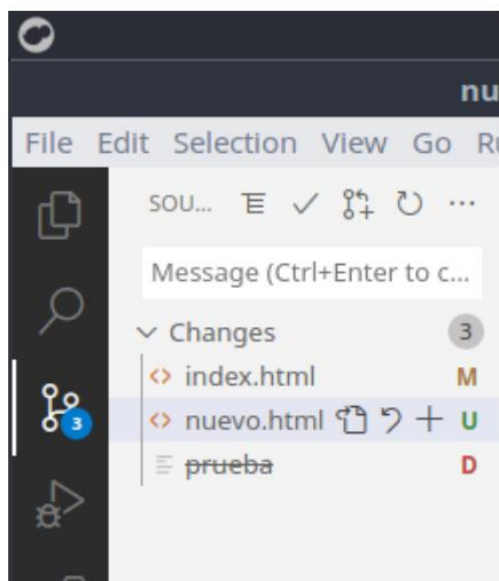 nu
File Edit Selection View Go Ru
SOU... ...
Message (Ctrl+Enter to c...
Changes 3
index.html M
nuevo.html U
3
prueba D